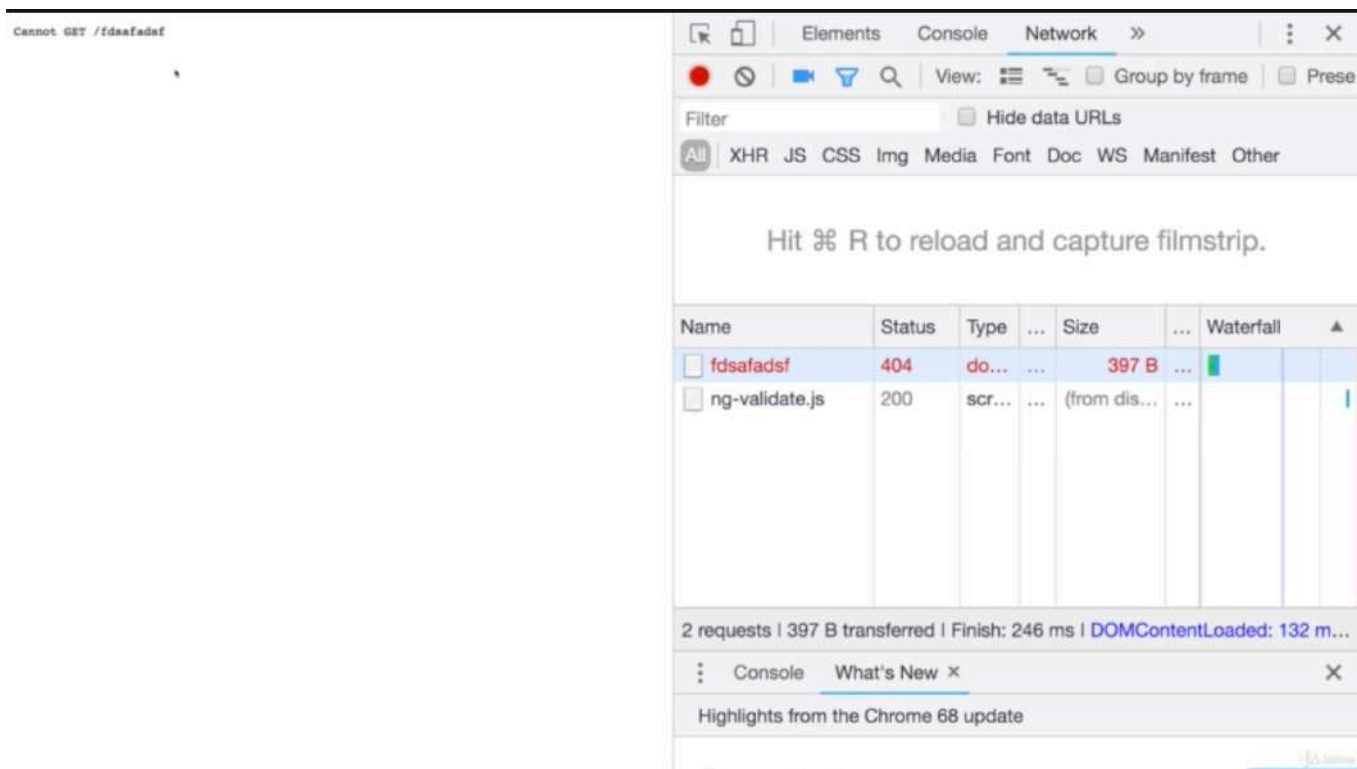 Cannot GET /fdsafadsf
Elements Console Network »
View: Group by frame Prese
Filter Hide data URLs
All XHR JS CSS Img Media Font Doc WS Manifest Other
Hit ⌘ R to reload and capture filmstrip.
Name Status Type ... Size ... Waterfall ▲
fdsafadsf 404 do... ... 397 B ...
ng-validate.js 200 scr... ... (from dis... ...
2 requests | 397 B transferred | Finish: 246 ms | DOMContentLoaded: 132 m...
Console What's New ×
Highlights from the Chrome 68 update